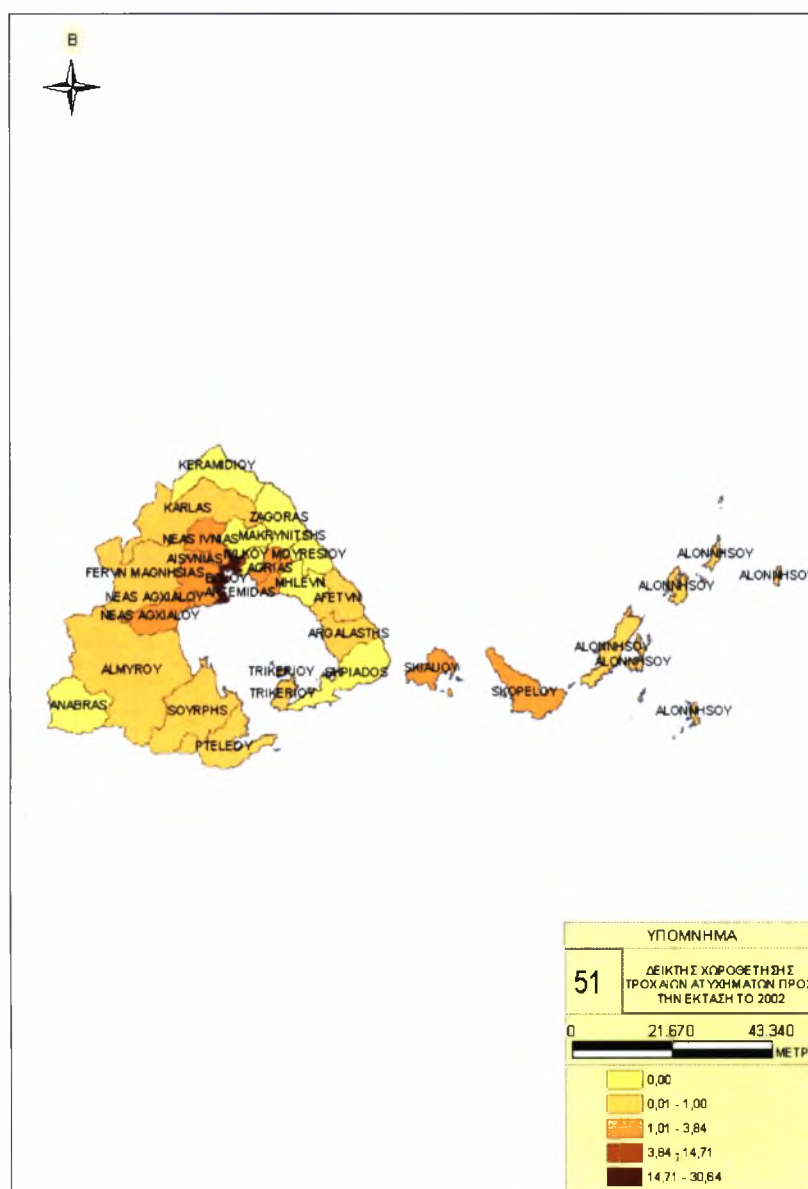 Β
KERAMIDIOY
KARLAS
ZAGORAS
NEAS IVNIAS
MAKRYNITSHS
AISVNIAS
IVLKOY
MOYRESIOY
FERVN MAGNHSIAS
AGRIAS
MHLEVN
NEAS AGXIALOY
ARTEMIDAS
AFETVN
NEAS AGXIALOY
ARGALASTHS
ALMYROY
TRIKERIOY
SHPIADOS
TRIKERIOY
ANABRAS
SOYRPHS
PTELEOY
SKIAUOY
SKOPELOY
ALONNHSOY
ALONNHSOY
ALONNHSOY
ALONNHSOY
ALONNHSOY
ALONNHSOY
ΥΠΟΜΝΗΜΑ
51
ΔΕΙΚΤΗΣ ΧΩΡΟΘΕΤΗΣΗΣ
ΤΡΟΧΑΙΩΝ ΑΤΥΧΗΜΑΤΩΝ ΠΡΟΣ
ΤΗΝ ΕΚΤΑΣΗ ΤΟ 2002
0 21.670 43.340
ΜΕΤΡ
0,00
0,01 - 1,00
1,01 - 3,84
3,84 - 14,71
14,71 - 30,64